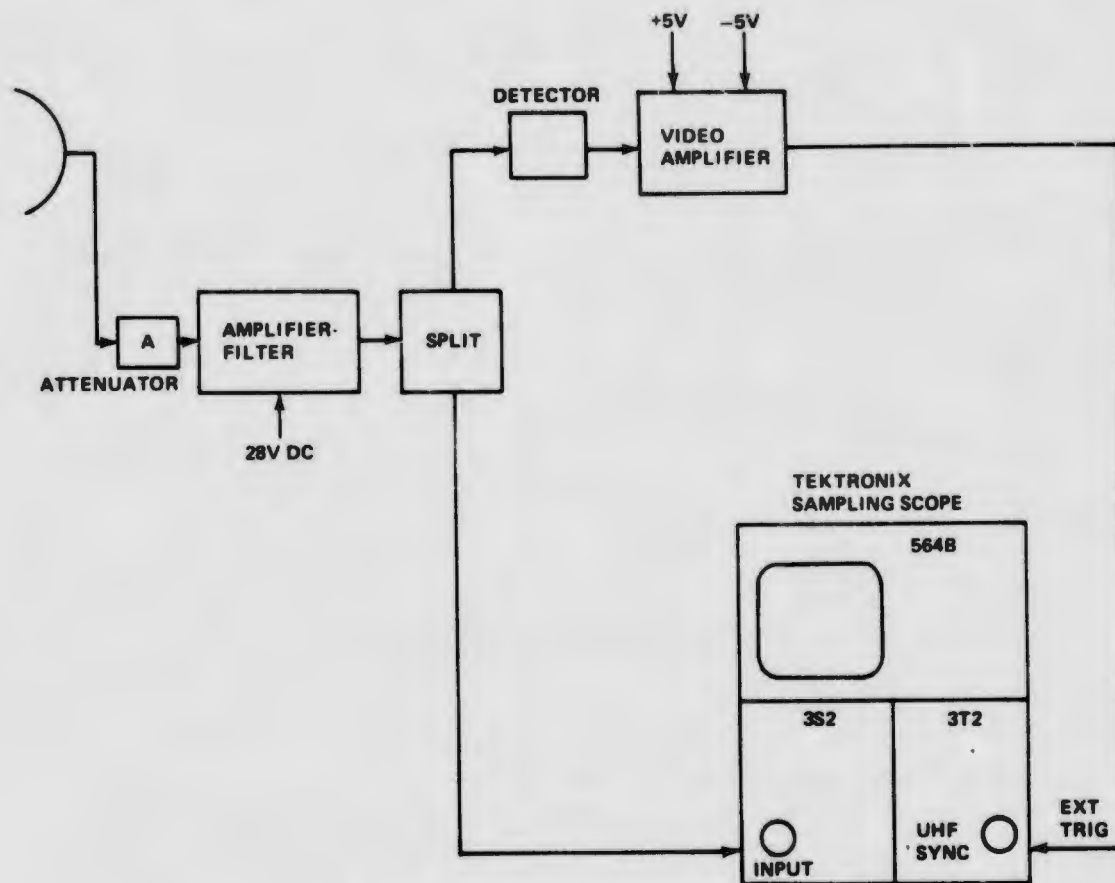 +5V
-5V
DETECTOR
VIDEO
AMPLIFIER
A
ATTENUATOR
AMPLIFIER-
FILTER
SPLIT
28V DC
TEKTRONIX
SAMPLING SCOPE
564B
3S2
3T2
INPUT
UHF
SYNC
EXT
TRIG